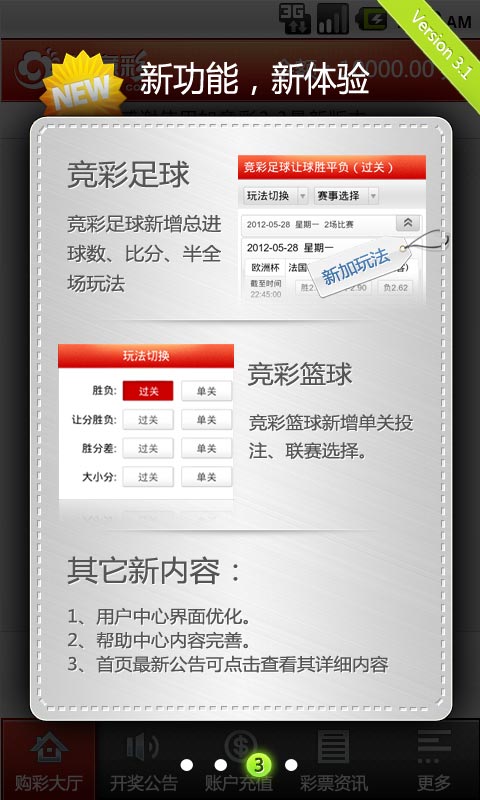 3G
AM
Version 3.1
NEW
新功能，新体验
竞彩足球
竞彩足球新增总进
球数、比分、半全
场玩法
竞彩足球让球胜平负（过关）
玩法切换
赛事选择
2012-05-28 星期一 2场比赛
2012-05-28 星期一
欧洲杯
法国
截至时间
22:45:00
2.90
负2.62
新加玩法
玩法切换
胜负: 过关 单关
让分胜负: 过关 单关
胜分差: 过关 单关
大小分: 过关 单关
竞彩篮球
竞彩篮球新增单关投
注、联赛选择。
其它新内容：
1、用户中心界面优化。
2、帮助中心内容完善。
3、首页最新公告可点击查看其详细内容
3
购彩大厅
开奖公告
账户充值
彩票资讯
更多